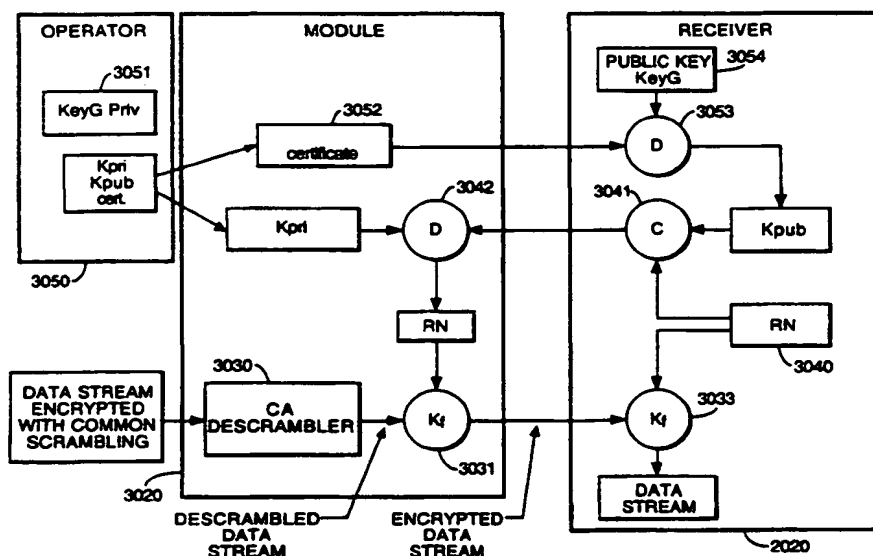 OPERATOR
3051
KeyG Priv
Kpri
Kpub
cert.
3050
MODULE
3052
certificate
3042
Kpri
D
RN
3030
CA
DESCRAMBLER
Kf
3031
3020
DATA STREAM
ENCRYPTED
WITH COMMON
SCRAMBLING
DESCRAMBLED
DATA
STREAM
ENCRYPTED
DATA
STREAM
RECEIVER
PUBLIC KEY
KeyG
3054
3053
D
3041
C
Kpub
RN
3040
Kf
3033
DATA
STREAM
2020